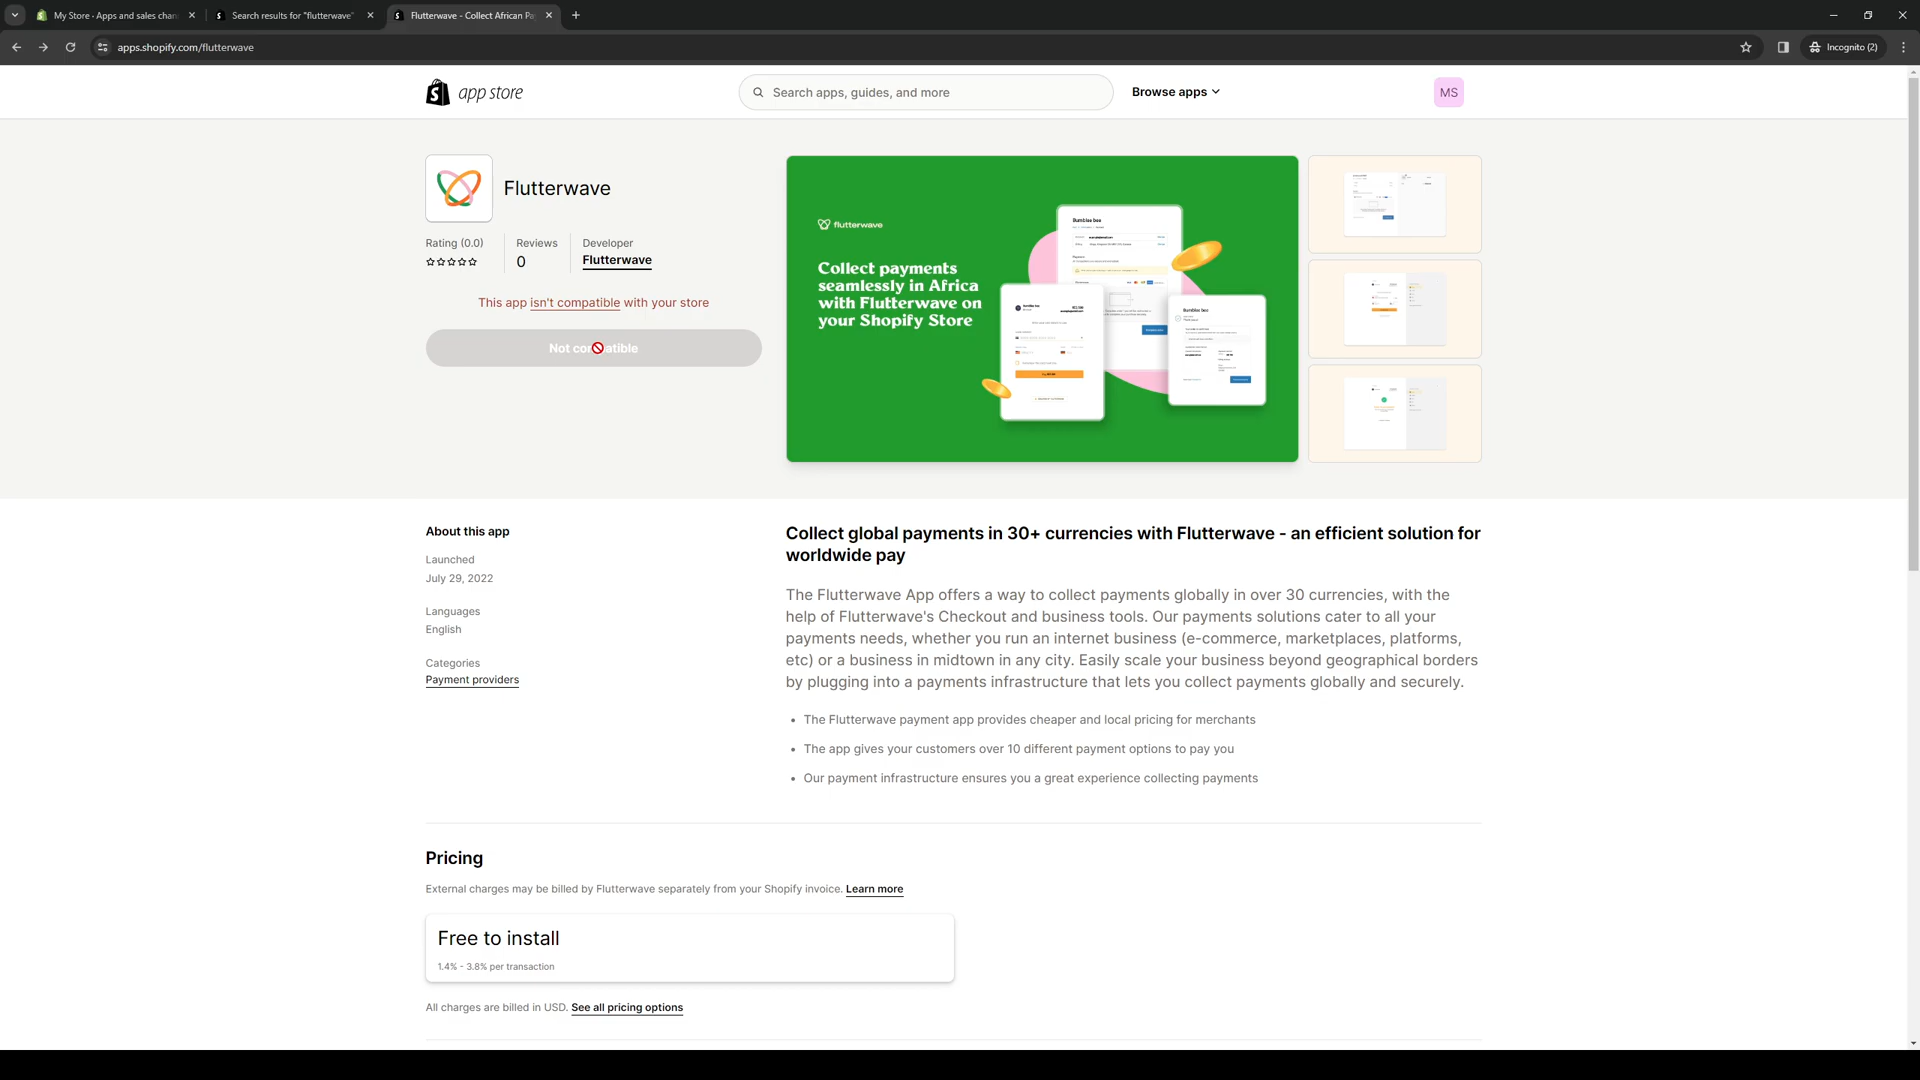 My Store · Apps and sales chan
Search results for "flutterwave"
Flutterwave - Collect African Pa
apps.shopify.com/flutterwave
Incognito (2)
app store
Search apps, guides, and more
Browse apps
MS
Flutterwave
Rating (0.0)
Reviews
0
Developer
Flutterwave
This app isn't compatible with your store
Not compatible
flutterwave
Collect payments
seamlessly in Africa
with Flutterwave on
your Shopify Store
Bumblee bee
Bumblee bee
About this app
Launched
July 29, 2022
Languages
English
Categories
Payment providers
Collect global payments in 30+ currencies with Flutterwave - an efficient solution for
worldwide pay
The Flutterwave App offers a way to collect payments globally in over 30 currencies, with the
help of Flutterwave's Checkout and business tools. Our payments solutions cater to all your
payments needs, whether you run an internet business (e-commerce, marketplaces, platforms,
etc) or a business in midtown in any city. Easily scale your business beyond geographical borders
by plugging into a payments infrastructure that lets you collect payments globally and securely.
• The Flutterwave payment app provides cheaper and local pricing for merchants
• The app gives your customers over 10 different payment options to pay you
• Our payment infrastructure ensures you a great experience collecting payments
Pricing
External charges may be billed by Flutterwave separately from your Shopify invoice. Learn more
Free to install
1.4% - 3.8% per transaction
All charges are billed in USD. See all pricing options